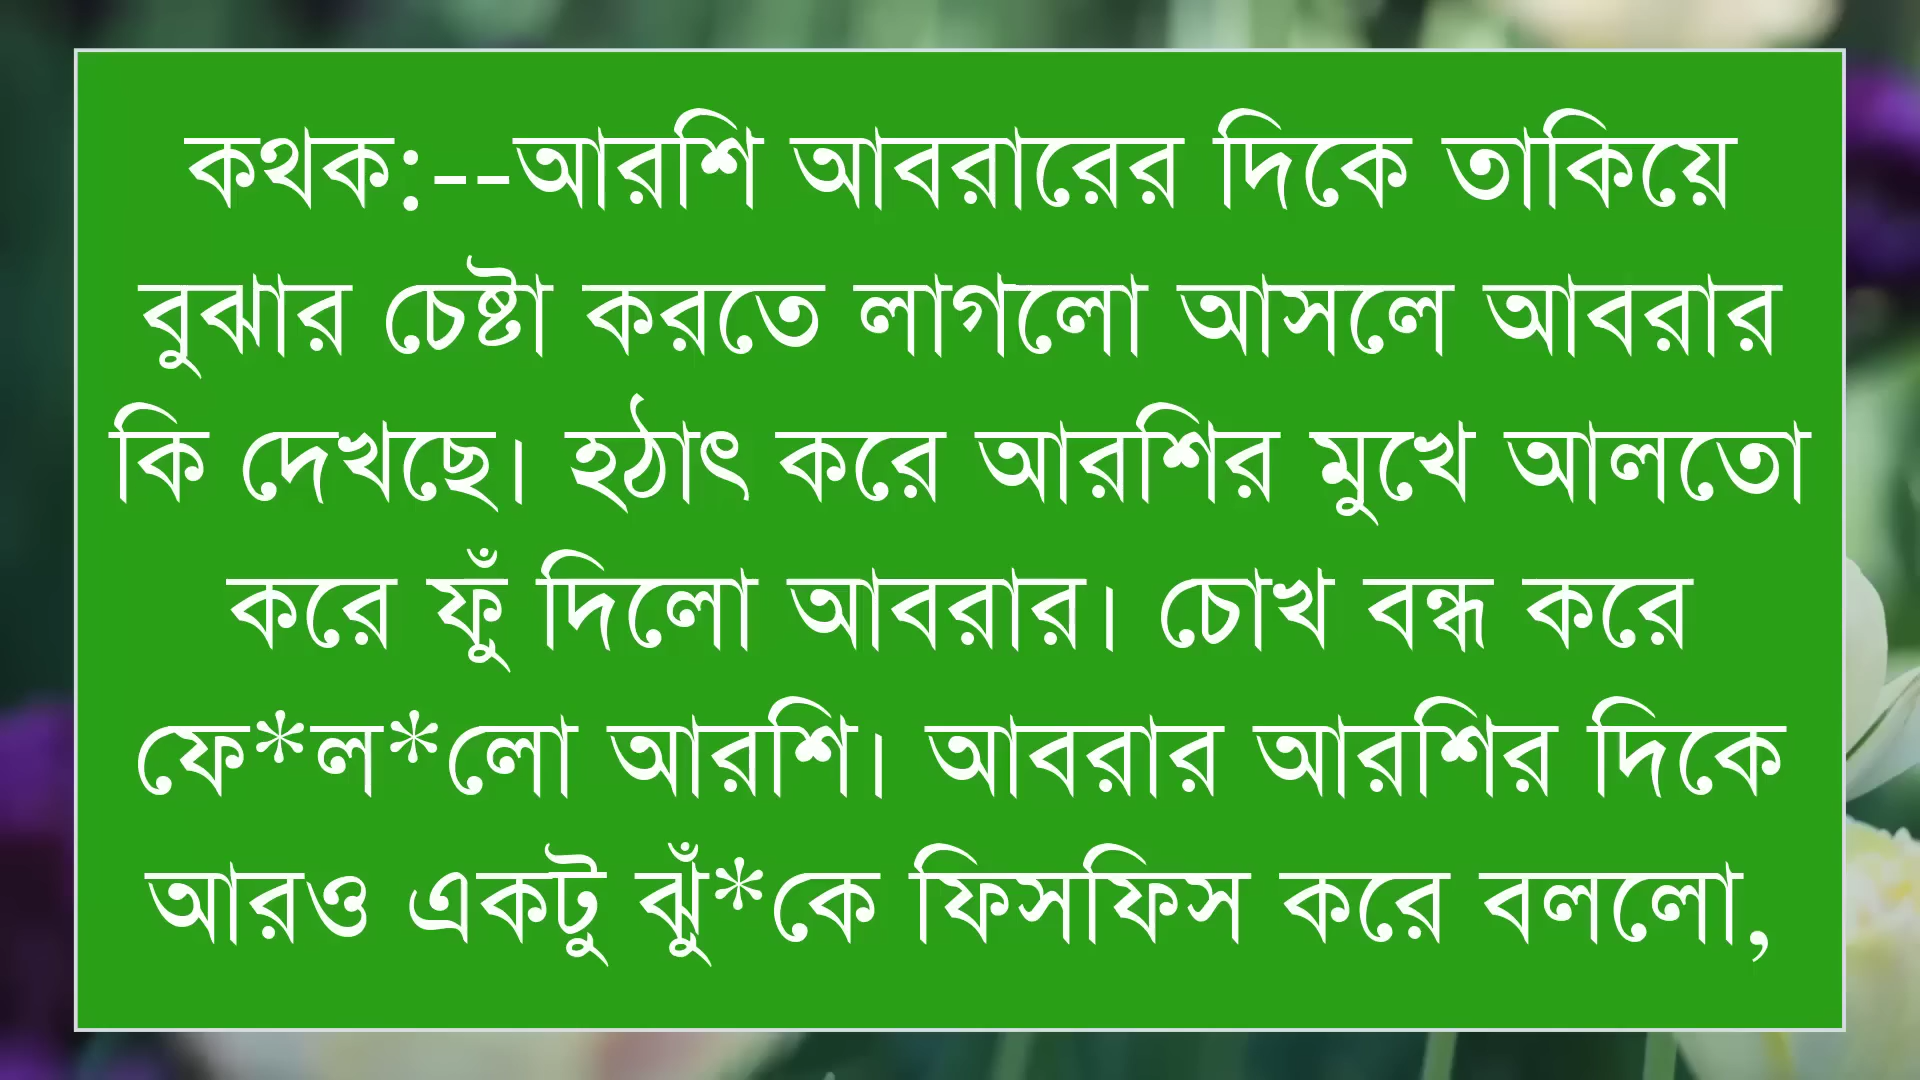 কথক:--আরশি আবরারের দিকে তাকিয়ে
বুঝার চেষ্টা করতে লাগলো আসলে আবরার
কি দেখছে। হঠাৎ করে আরশির মুখে আলতো
করে ফুঁ দিলো আবরার। চোখ বন্ধ করে
ফে*ল*লো আরশি। আবরার আরশির দিকে
আরও একটু ঝুঁ*কে ফিসফিস করে বললো,